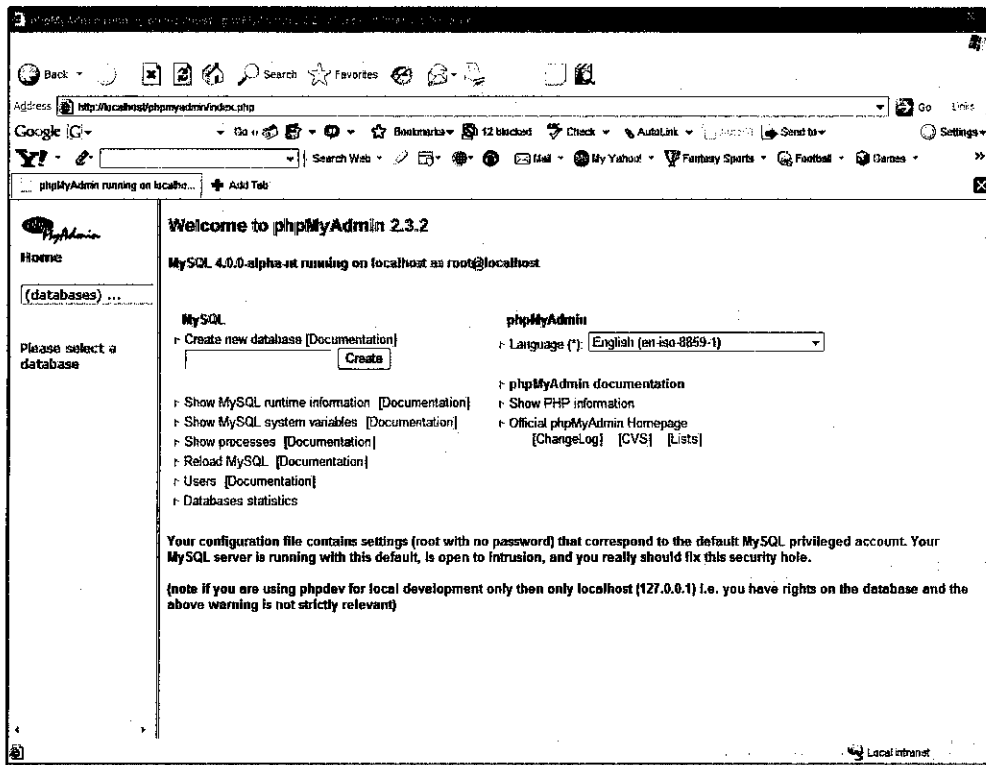 Back
Search
Favorites
Address http://localhost/phpmyadmin/index.php
Go
Links
Google
Bookmarks
12 blocked
Check
AutoLink
Send to
Settings
Y!
Search Web
Mail
My Yahoo!
Fantasy Sports
Football
Games
»
phpMyAdmin running on localho...
Add Tab
MyAdmin
Home
(databases) ...
Please select a
database
Welcome to phpMyAdmin 2.3.2
MySQL 4.0.0-alpha-nt running on localhost as root@localhost
MySQL
Create new database [Documentation]
Create
Show MySQL runtime information [Documentation]
Show MySQL system variables [Documentation]
Show processes [Documentation]
Reload MySQL [Documentation]
Users [Documentation]
Databases statistics
phpMyAdmin
Language (*): English (en-iso-8859-1)
phpMyAdmin documentation
Show PHP information
Official phpMyAdmin Homepage
[ChangeLog] [CVS] [Lists]
Your configuration file contains settings (root with no password) that correspond to the default MySQL privileged account. Your
MySQL server is running with this default, is open to intrusion, and you really should fix this security hole.
(note if you are using phpdev for local development only then only localhost (127.0.0.1) i.e. you have rights on the database and the
above warning is not strictly relevant)
Local intranet